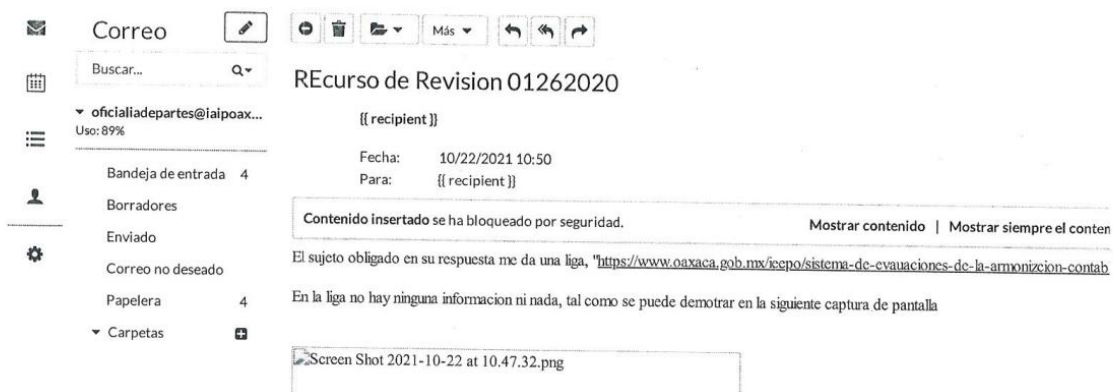 Correo
Buscar...
oficialiadepartes@iaipoax...
Uso: 89%
Bandeja de entrada 4
Borradores
Enviado
Correo no deseado
Papelera 4
Carpetas
Más
REcurso de Revision 01262020
{{ recipient }}
Fecha: 10/22/2021 10:50
Para: {{ recipient }}
Contenido insertado se ha bloqueado por seguridad. Mostrar contenido | Mostrar siempre el conten
El sujeto obligado en su respuesta me da una liga, "https://www.oaxaca.gob.mx/ieepo/sistema-de-evauaciones-de-la-armonizcion-contab
En la liga no hay ninguna informacion ni nada, tal como se puede demotrar en la siguiente captura de pantalla
Screen Shot 2021-10-22 at 10.47.32.png